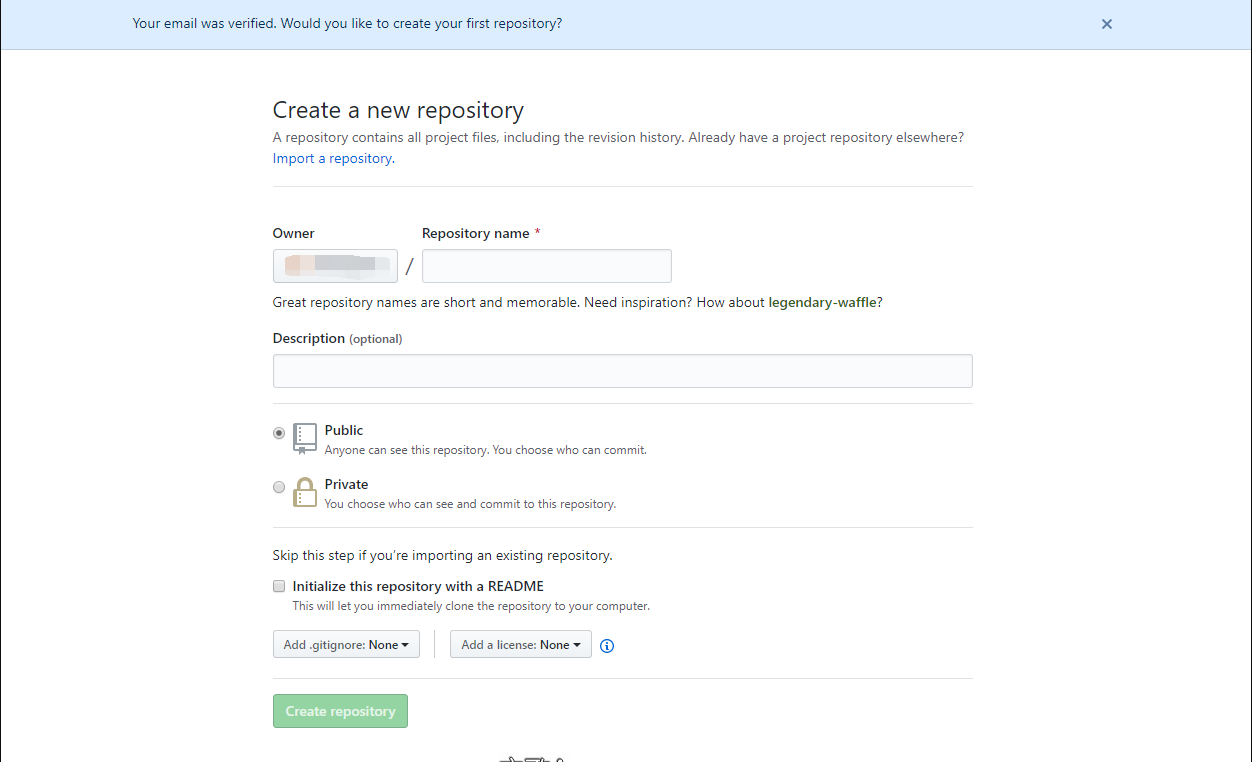 Your email was verified. Would you like to create your first repository?
Create a new repository
A repository contains all project files, including the revision history. Already have a project repository elsewhere?
Import a repository.
Owner
Repository name *
/
Great repository names are short and memorable. Need inspiration? How about legendary-waffle?
Description (optional)
Public
Anyone can see this repository. You choose who can commit.
Private
You choose who can see and commit to this repository.
Skip this step if you’re importing an existing repository.
Initialize this repository with a README
This will let you immediately clone the repository to your computer.
Add .gitignore: None
Add a license: None
Create repository